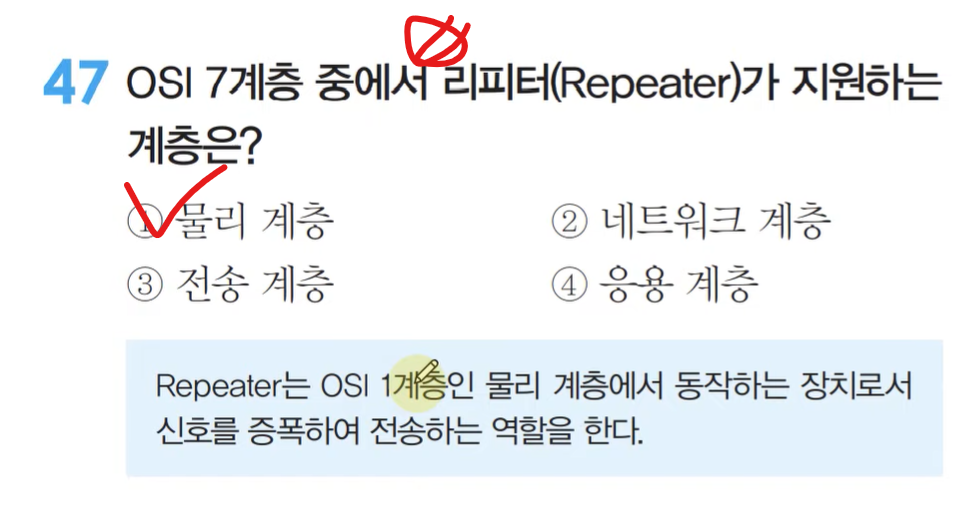 47 OSI 7계층 중에서 리피터(Repeater)가 지원하는
계층은?
① 물리 계층 ② 네트워크 계층
③ 전송 계층 ④ 응용 계층
Repeater는 OSI 1계층인 물리 계층에서 동작하는 장치로서
신호를 증폭하여 전송하는 역할을 한다.